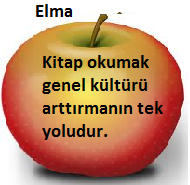 Elma
Kitap okumak
genel kültürü
arttırmanın tek
yoludur.